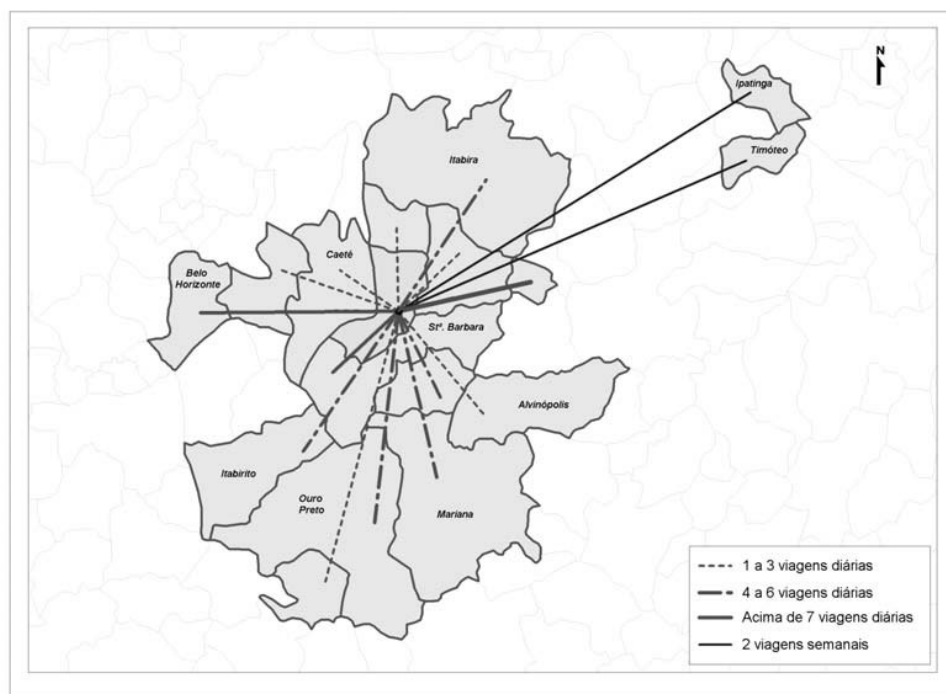 N
Ipatinga
Timóteo
Itabira
Caeté
Belo
Horizonte
Stª. Barbara
Alvinópolis
Itabirito
Ouro
Preto
Mariana
1 a 3 viagens diárias
4 a 6 viagens diárias
Acima de 7 viagens diárias
2 viagens semanais